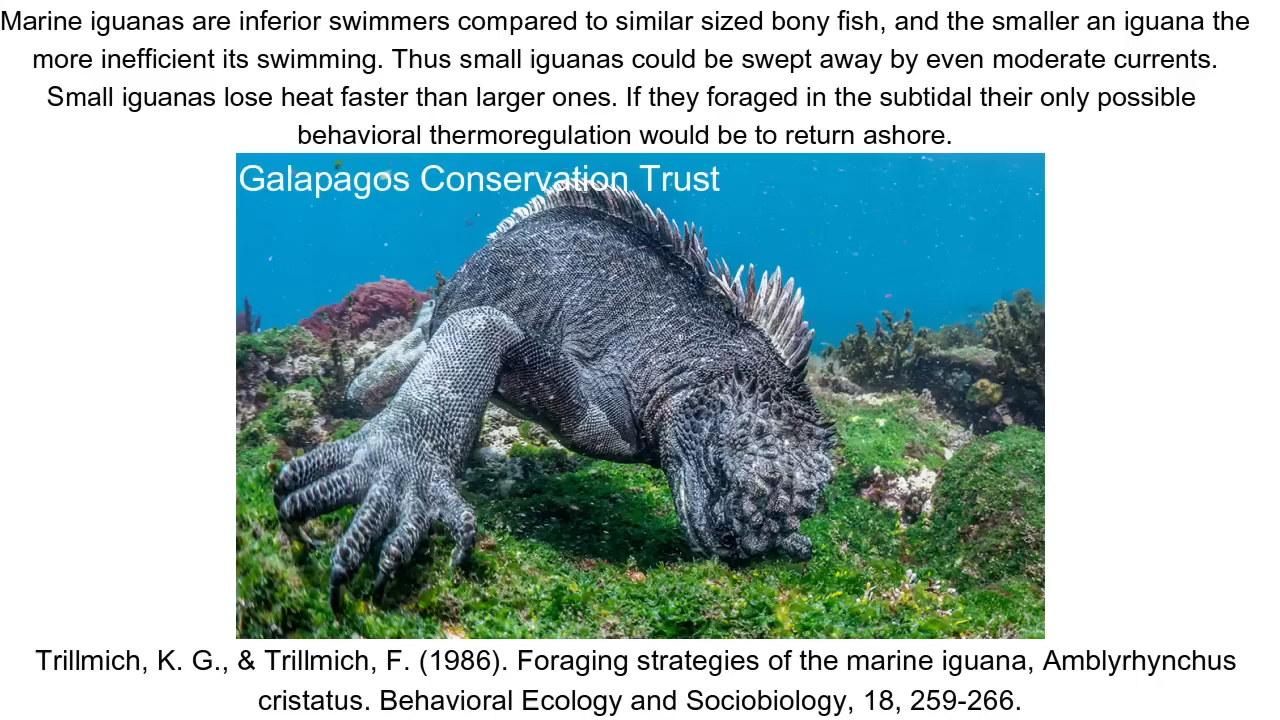 Marine iguanas are inferior swimmers compared to similar sized bony fish, and the smaller an iguana the
more inefficient its swimming. Thus small iguanas could be swept away by even moderate currents.
Small iguanas lose heat faster than larger ones. If they foraged in the subtidal their only possible
behavioral thermoregulation would be to return ashore.
Galapagos Conservation Trust
Trillmich, K. G., & Trillmich, F. (1986). Foraging strategies of the marine iguana, Amblyrhynchus
cristatus. Behavioral Ecology and Sociobiology, 18, 259-266.